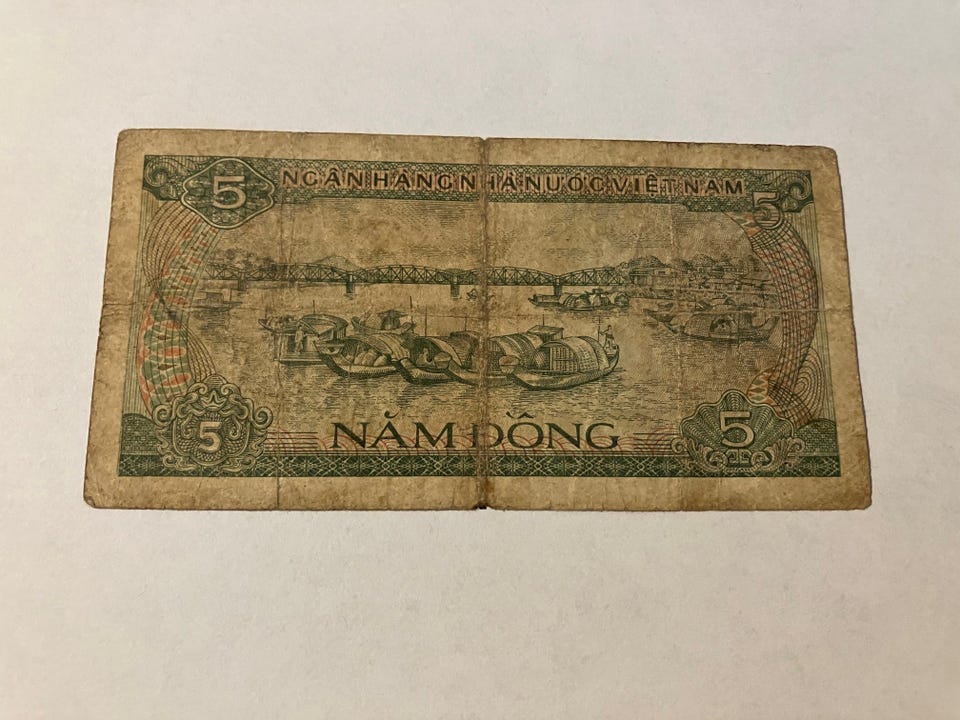 5 NGÂN HÀNG NHÀ NƯỚC VIỆT NAM 5
5 NĂM ĐỒNG 5